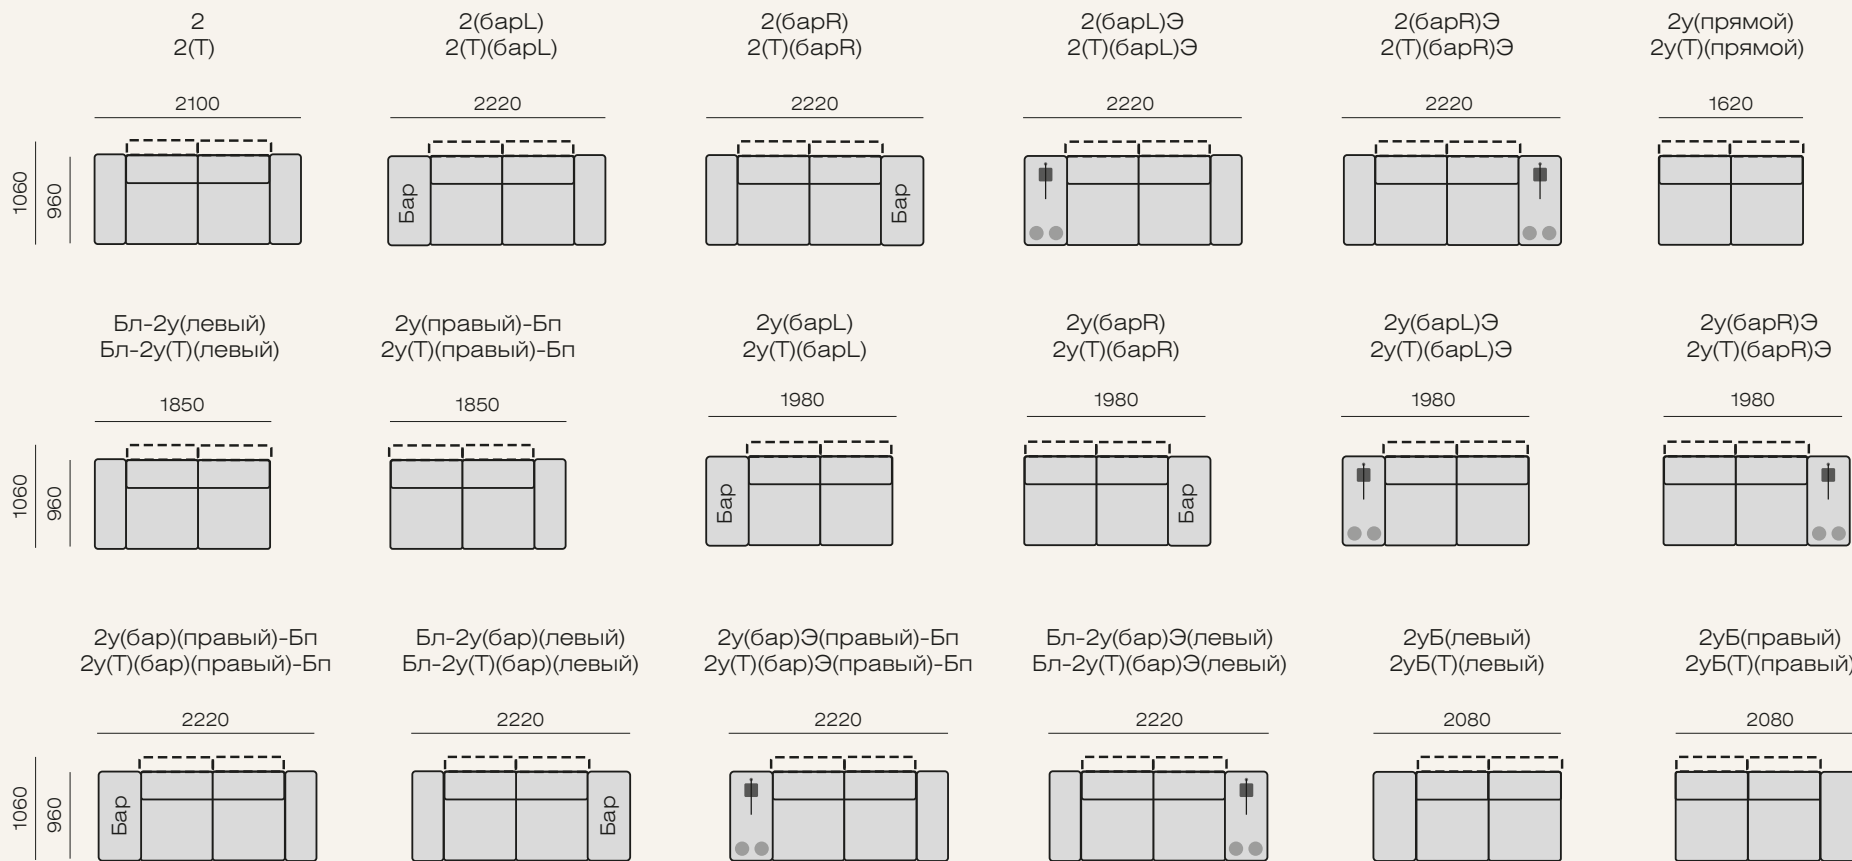 2
2(Т)
2(барL)
2(Т)(барL)
2(барR)
2(Т)(барR)
2(барL)Э
2(Т)(барL)Э
2(барR)Э
2(Т)(барR)Э
2у(прямой)
2у(Т)(прямой)
2100
2220
2220
2220
2220
1620
1060
960
Бар
Бар
Бл-2у(левый)
Бл-2у(Т)(левый)
2у(правый)-Бп
2у(Т)(правый)-Бп
2у(барL)
2у(Т)(барL)
2у(барR)
2у(Т)(барR)
2у(барL)Э
2у(Т)(барL)Э
2у(барR)Э
2у(Т)(барR)Э
1850
1850
1980
1980
1980
1980
1060
960
Бар
Бар
2у(бар)(правый)-Бп
2у(Т)(бар)(правый)-Бп
Бл-2у(бар)(левый)
Бл-2у(Т)(бар)(левый)
2у(бар)Э(правый)-Бп
2у(Т)(бар)Э(правый)-Бп
Бл-2у(бар)Э(левый)
Бл-2у(Т)(бар)Э(левый)
2уБ(левый)
2уБ(Т)(левый)
2уБ(правый)
2уБ(Т)(правый)
2220
2220
2220
2220
2080
2080
1060
960
Бар
Бар